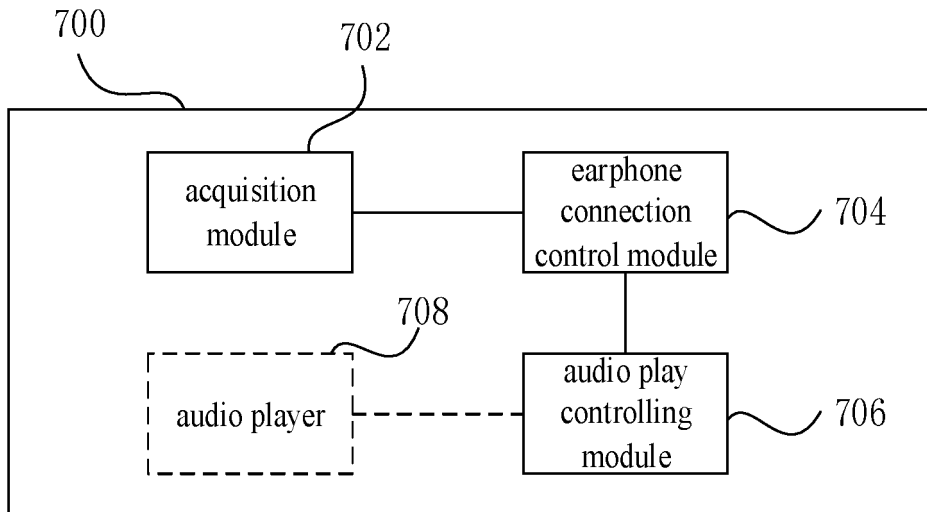 700
702
acquisition
module
earphone
connection
control module
704
708
audio player
audio play
controlling
module
706